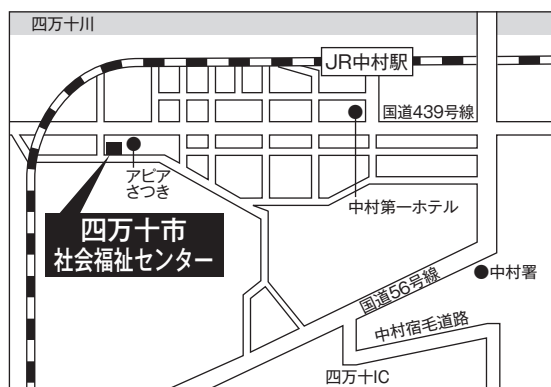 四万十川
JR中村駅
国道439号線
アピア
さつき
中村第一ホテル
四万十市
社会福祉センター
国道56号線
中村署
中村宿毛道路
四万十IC